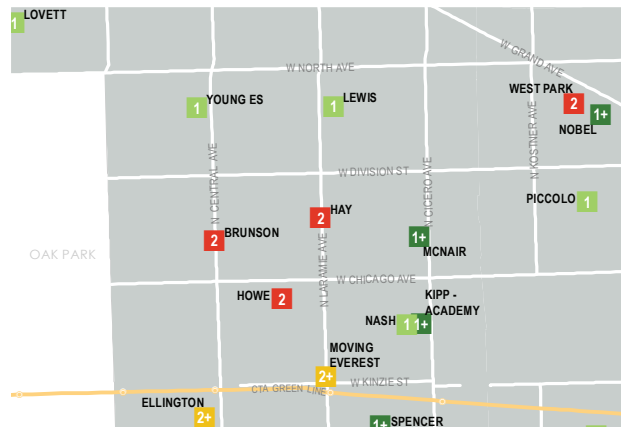 LOVETT
1
W GRAND AVE
W NORTH AVE
WEST PARK
2
1+
NOBEL
YOUNG ES
1
LEWIS
1
N KOSTNER AVE
N CENTRAL AVE
W DIVISION ST
N CICERO AVE
PICCOLO
1
HAY
2
BRUNSON
2
1+
MCNAIR
OAK PARK
N LARAMIE AVE
W CHICAGO AVE
HOWE
2
KIPP -
ACADEMY
NASH
1
1+
MOVING
EVEREST
2+
W KINZIE ST
CTA GREEN LINE
ELLINGTON
2+
1+
SPENCER